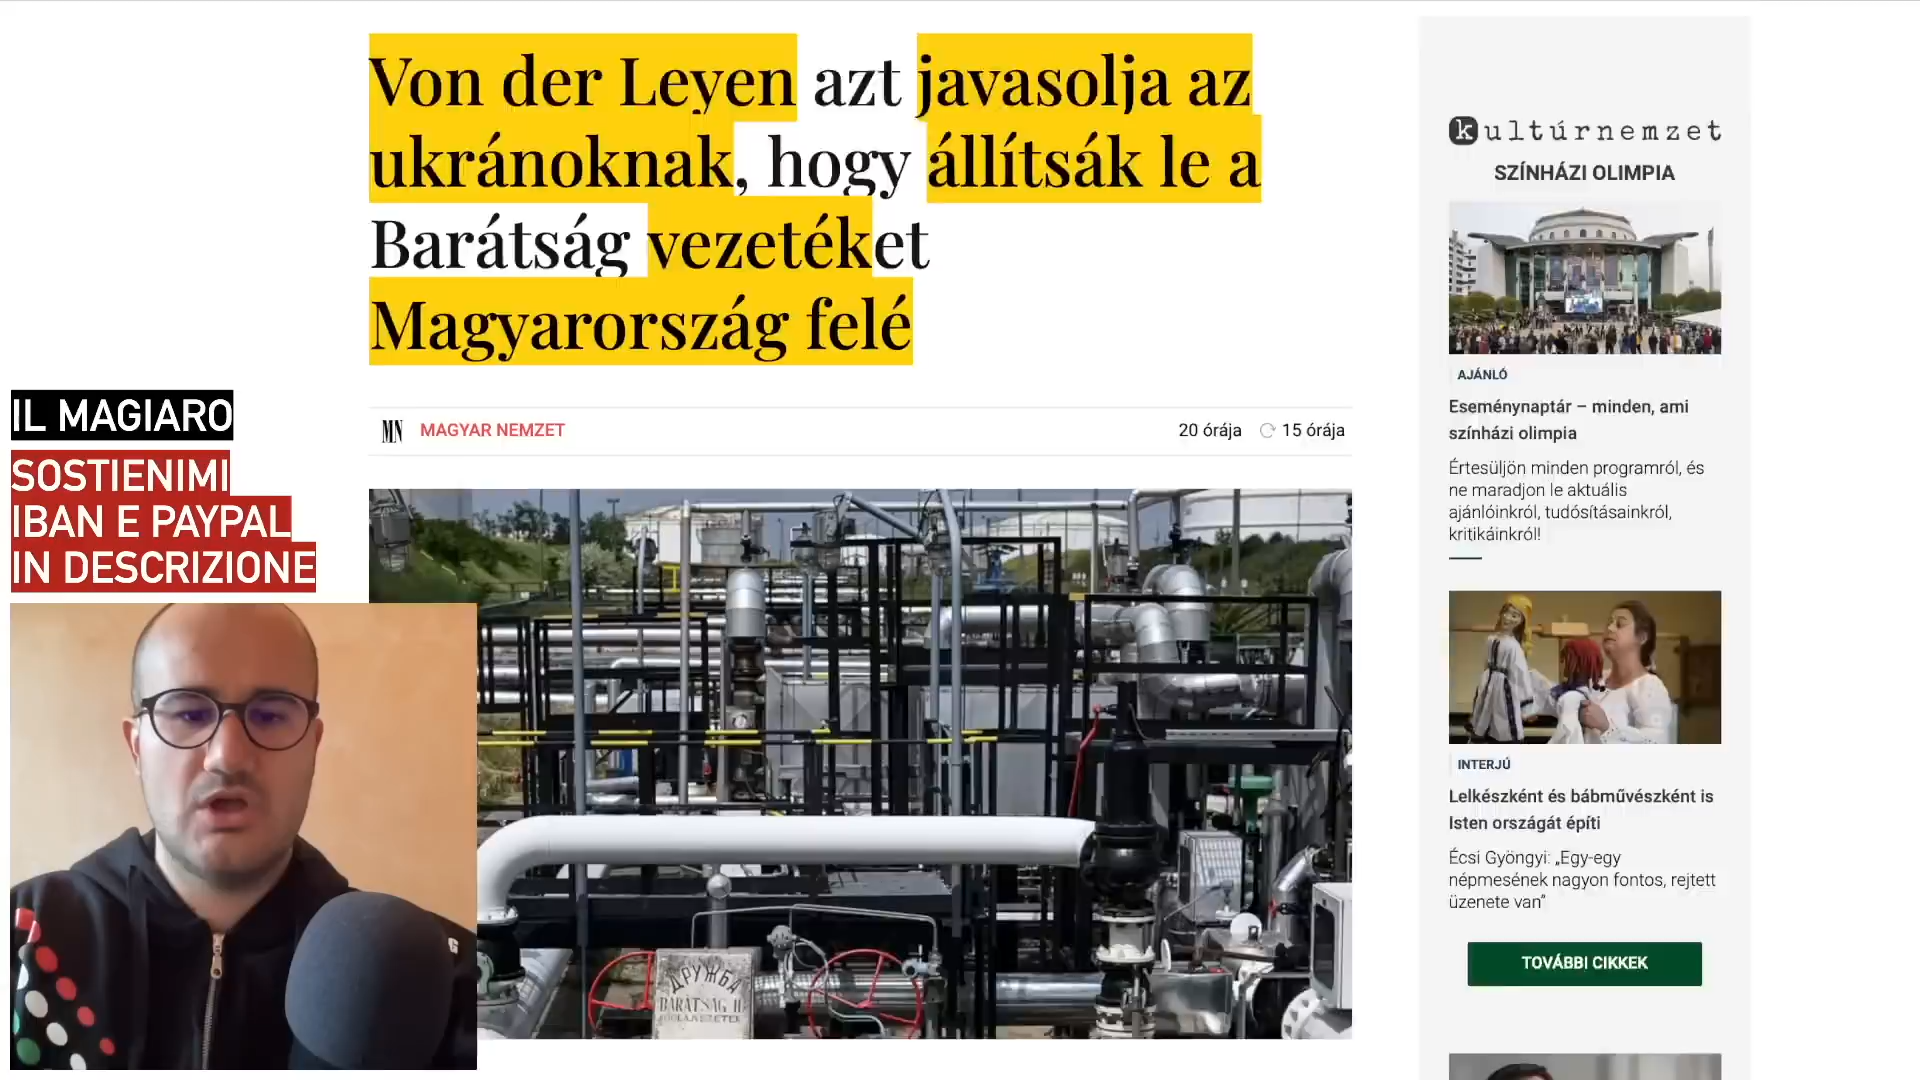 Von der Leyen azt javasolja az
ukránoknak, hogy állítsák le a
Barátság vezetéket
Magyarország felé
MN MAGYAR NEMZET
20 órája 15 órája
IL MAGIARO
SOSTIENIMI
IBAN E PAYPAL
IN DESCRIZIONE
ДРУЖБА
BARÁTSÁG II
kultúrnemzet
SZÍNHÁZI OLIMPIA
AJÁNLÓ
Eseménynaptár – minden, ami
színházi olimpia
Értesüljön minden programról, és
ne maradjon le aktuális
ajánlóinkról, tudósításainkról,
kritikáinkról!
INTERJÚ
Lelkészként és bábművészként is
Isten országát építi
Écsi Gyöngyi: „Egy-egy
népmesének nagyon fontos, rejtett
üzenete van”
TOVÁBBI CIKKEK